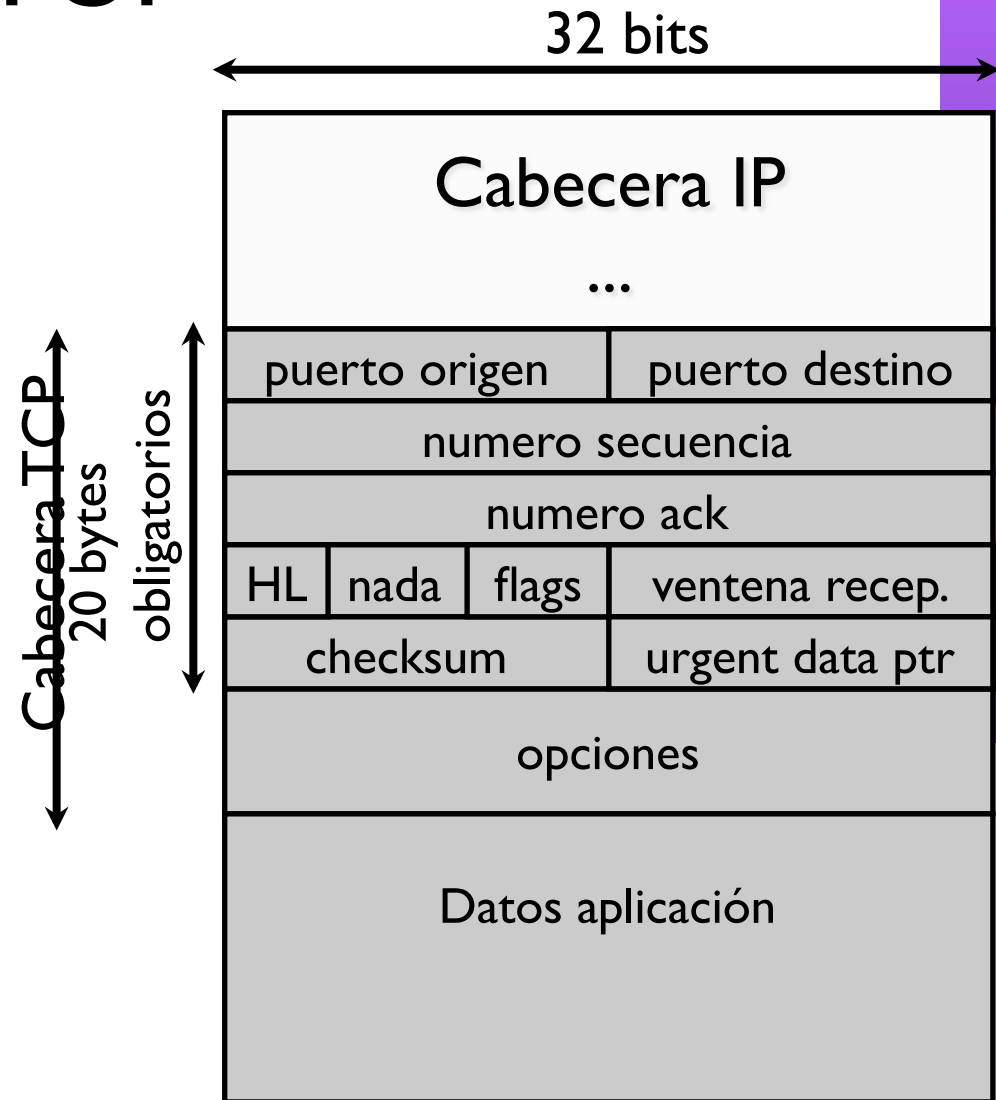 TCP
32 bits
Cabecera IP
...
puerto origen
puerto destino
numero secuencia
numero ack
HL
nada
flags
ventena recep.
checksum
urgent data ptr
opciones
Datos aplicación
Cabecera TCP
20 bytes
obligatorios